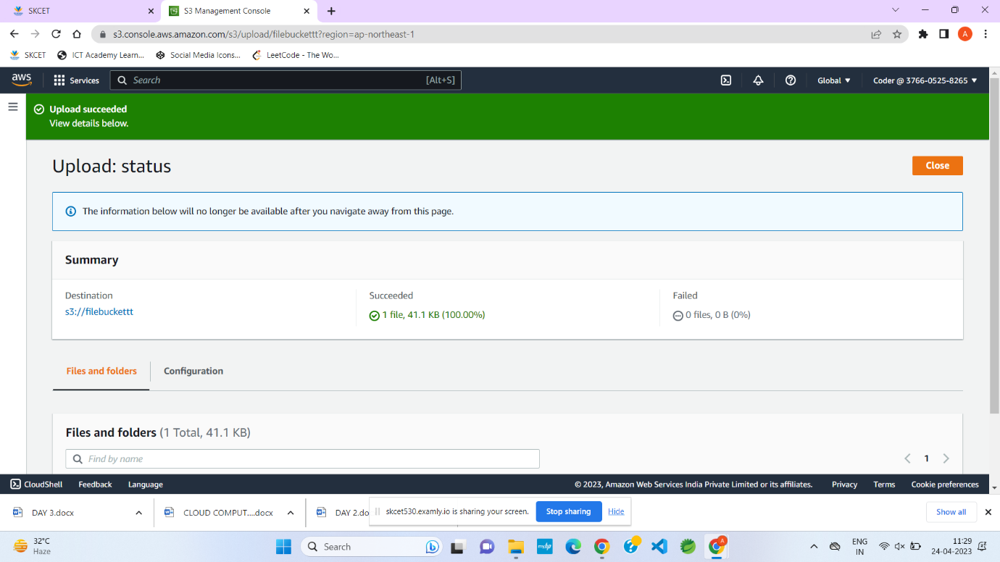 SKCET
S3 Management Console
s3.console.aws.amazon.com/s3/upload/filebuckettt?region=ap-northeast-1
A
SKCET
ICT Academy Learn...
Social Media Icons...
LeetCode - The Wo...
aws
Services
Search
[Alt+S]
Global
Coder @ 3766-0525-8265
Upload succeeded
View details below.
Upload: status
Close
The information below will no longer be available after you navigate away from this page.
Summary
Destination
s3://filebuckettt
Succeeded
1 file, 41.1 KB (100.00%)
Failed
0 files, 0 B (0%)
Files and folders
Configuration
Files and folders (1 Total, 41.1 KB)
Find by name
1
CloudShell
Feedback
Language
© 2023, Amazon Web Services India Private Limited or its affiliates.
Privacy
Terms
Cookie preferences
DAY 3.docx
CLOUD COMPUT....docx
DAY 2.do
skcet530.examly.io is sharing your screen.
Stop sharing
Hide
Show all
32°C
Haze
Search
myhp
A
ENG
IN
11:29
24-04-2023